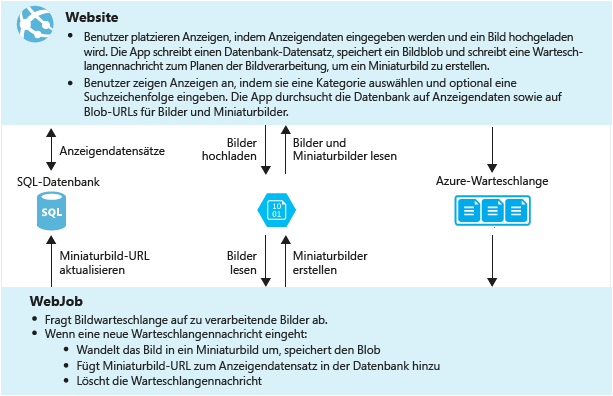 Website
• Benutzer platzieren Anzeigen, indem Anzeigendaten eingegeben werden und ein Bild hochgeladen
wird. Die App schreibt einen Datenbank-Datensatz, speichert ein Bildblob und schreibt eine Wartesch-
langennachricht zum Planen der Bildverarbeitung, um ein Miniaturbild zu erstellen.
• Benutzer zeigen Anzeigen an, indem sie eine Kategorie auswählen und optional eine
Suchzeichenfolge eingeben. Die App durchsucht die Datenbank auf Anzeigendaten sowie auf
Blob-URLs für Bilder und Miniaturbilder.
Anzeigendatensätze
Bilder
hochladen
Bilder und
Miniaturbilder lesen
SQL-Datenbank
Azure-Warteschlange
SQL
10
01
Miniaturbild-URL
aktualisieren
Bilder
lesen
Miniaturbilder
erstellen
WebJob
• Fragt Bildwarteschlange auf zu verarbeitende Bilder ab.
• Wenn eine neue Warteschlangennachricht eingeht:
• Wandelt das Bild in ein Miniaturbild um, speichert den Blob
• Fügt Miniaturbild-URL zum Anzeigendatensatz in der Datenbank hinzu
• Löscht die Warteschlangennachricht